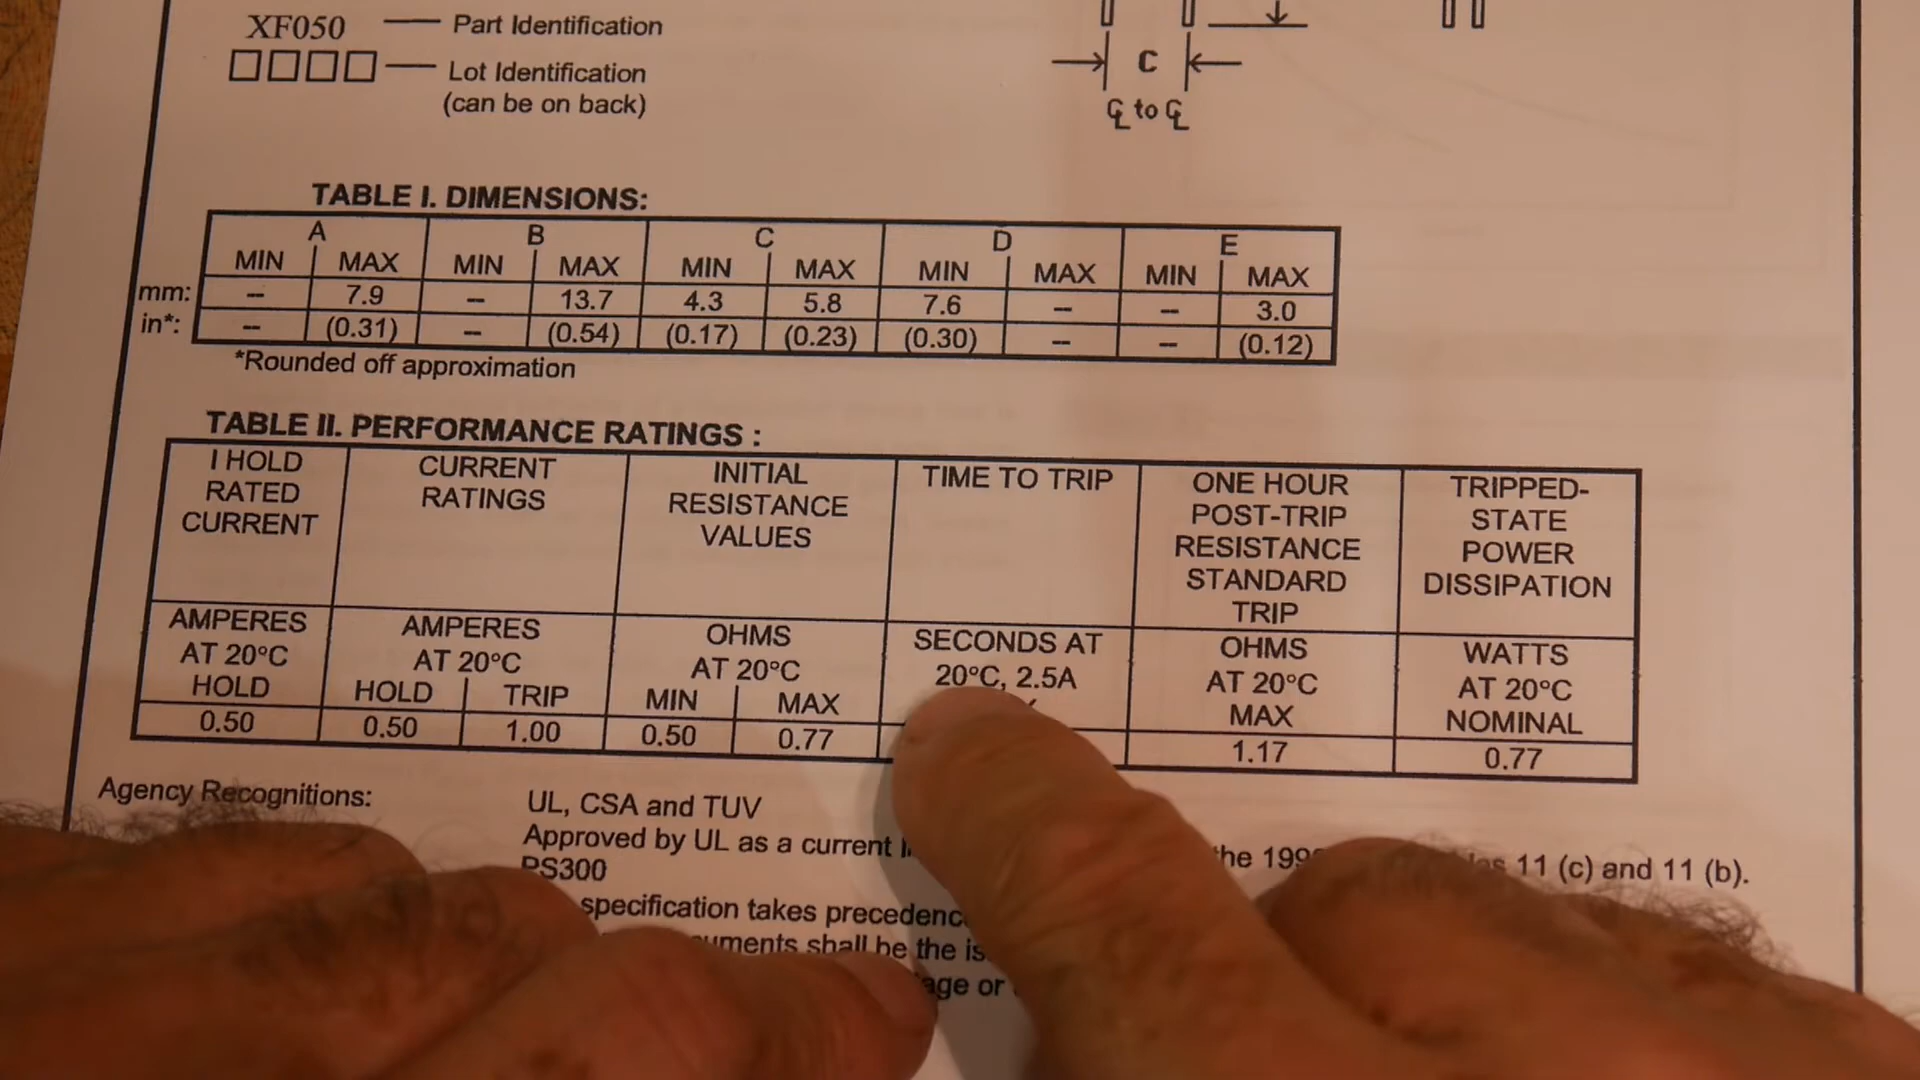 XF050 Part Identification
Lot Identification
(can be on back)
C
℄ to ℄
TABLE I. DIMENSIONS:
A B C D E
MIN MAX MIN MAX MIN MAX MIN MAX MIN MAX
mm: -- 7.9 -- 13.7 4.3 5.8 7.6 -- -- 3.0
in*: -- (0.31) -- (0.54) (0.17) (0.23) (0.30) -- -- (0.12)
*Rounded off approximation
TABLE II. PERFORMANCE RATINGS :
I HOLD RATED CURRENT
CURRENT RATINGS
INITIAL RESISTANCE VALUES
TIME TO TRIP
ONE HOUR POST-TRIP RESISTANCE STANDARD TRIP
TRIPPED-STATE POWER DISSIPATION
AMPERES AT 20°C HOLD
AMPERES AT 20°C HOLD TRIP
OHMS AT 20°C MIN MAX
SECONDS AT 20°C, 2.5A
OHMS AT 20°C MAX
WATTS AT 20°C NOMINAL
0.50 0.50 1.00 0.50 0.77 1.17 0.77
Agency Recognitions: UL, CSA and TUV
Approved by UL as a current the 11 (c) and 11 (b).
PS300
specification takes
shall be the
or